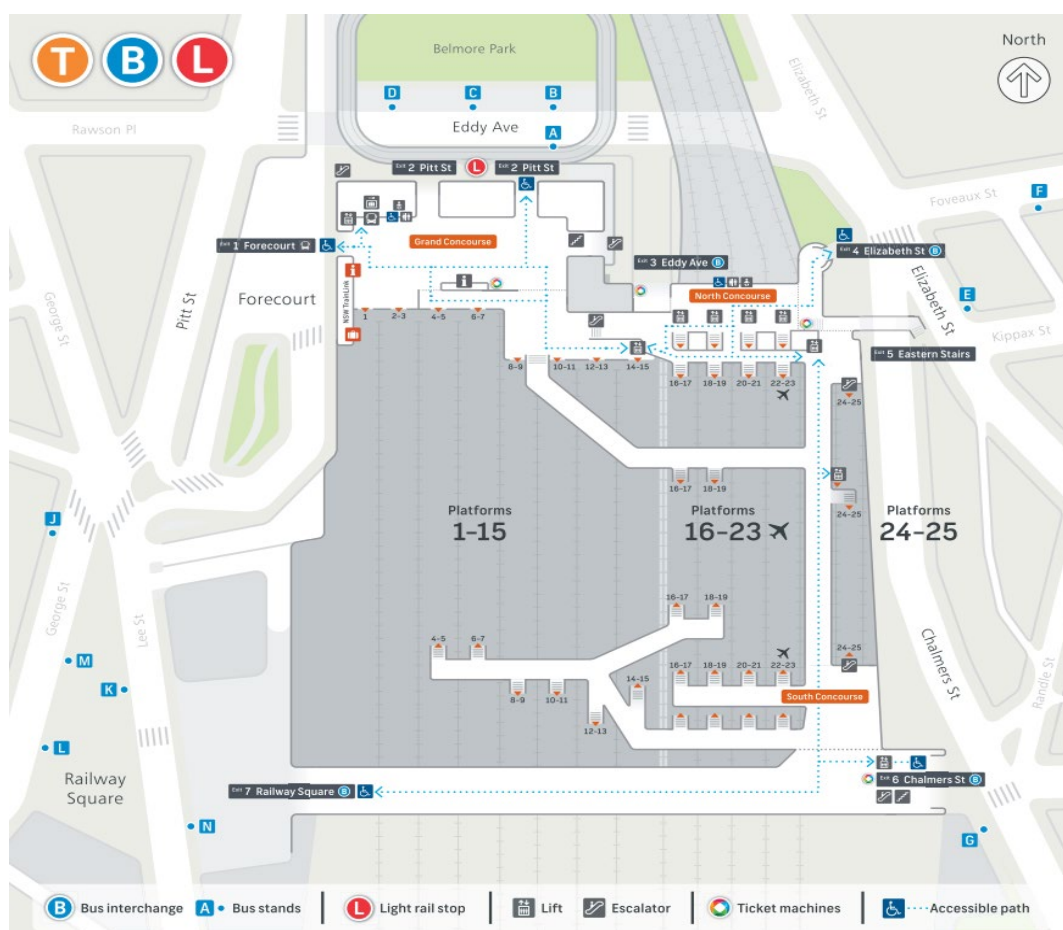 T B L
Belmore Park
North
D C B
Elizabeth St
Rawson Pl
Eddy Ave
A
Exit 2 Pitt St
L
Exit 2 Pitt St
Foveaux St
F
Exit 1 Forecourt
Grand Concourse
Exit 4 Elizabeth St B
Exit 3 Eddy Ave B
i
NSW TrainLink
i
North Concourse
Forecourt
Pitt St
George St
Elizabeth St
E
Kippax St
1 2-3 4-5 6-7
Exit 5 Eastern Stairs
8-9 10-11 12-13 14-15
16-17 18-19 20-21 22-23
24-25
16-17 18-19
24-25
Platforms
1-15
Platforms
16-23
Platforms
24-25
J
George St
Lee St
16-17 18-19
4-5 6-7
24-25
M
K
8-9 10-11
14-15
16-17 18-19 20-21 22-23
12-13
South Concourse
Chalmers St
Randle St
L
Railway
Square
Exit 7 Railway Square B
Exit 6 Chalmers St B
N
G
B Bus interchange
A Bus stands
L Light rail stop
Lift
Escalator
Ticket machines
Accessible path